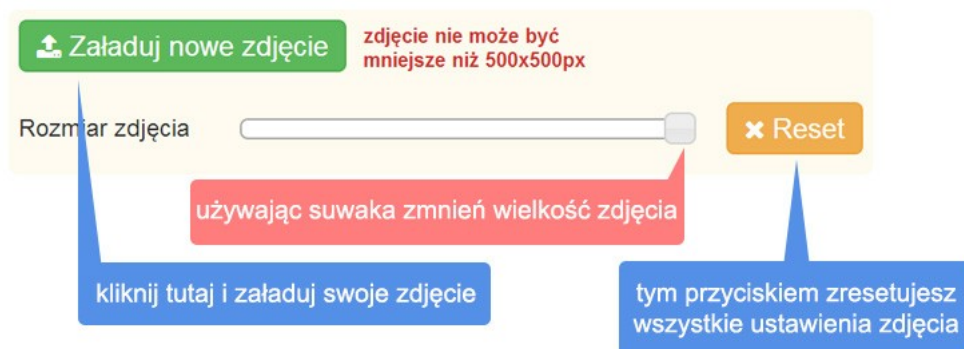 Załaduj nowe zdjęcie
zdjęcie nie może być
mniejsze niż 500x500px
Rozmiar zdjęcia
Reset
używając suwaka zmnień wielkość zdjęcia
kliknij tutaj i załaduj swoje zdjęcie
tym przyciskiem zresetujesz
wszystkie ustawienia zdjęcia